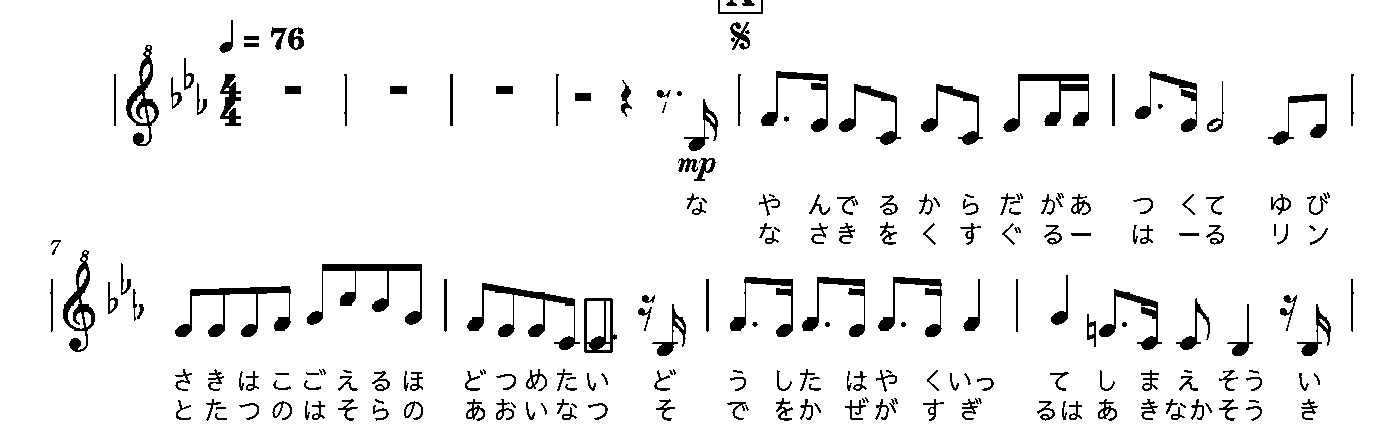 A
= 76
8
4
4
mp
な や んで る か ら だ があ つ くて ゆ び
な さき を く す ぐ るー は ーる リ ン
7
8
さ き は こ ご え る ほ ど つ め た い ど う した はや くいっ て し ま え そう い
と た つ の は そ ら の あ お い な つ そ で をか ぜが す ぎ るは あ きなかそう き